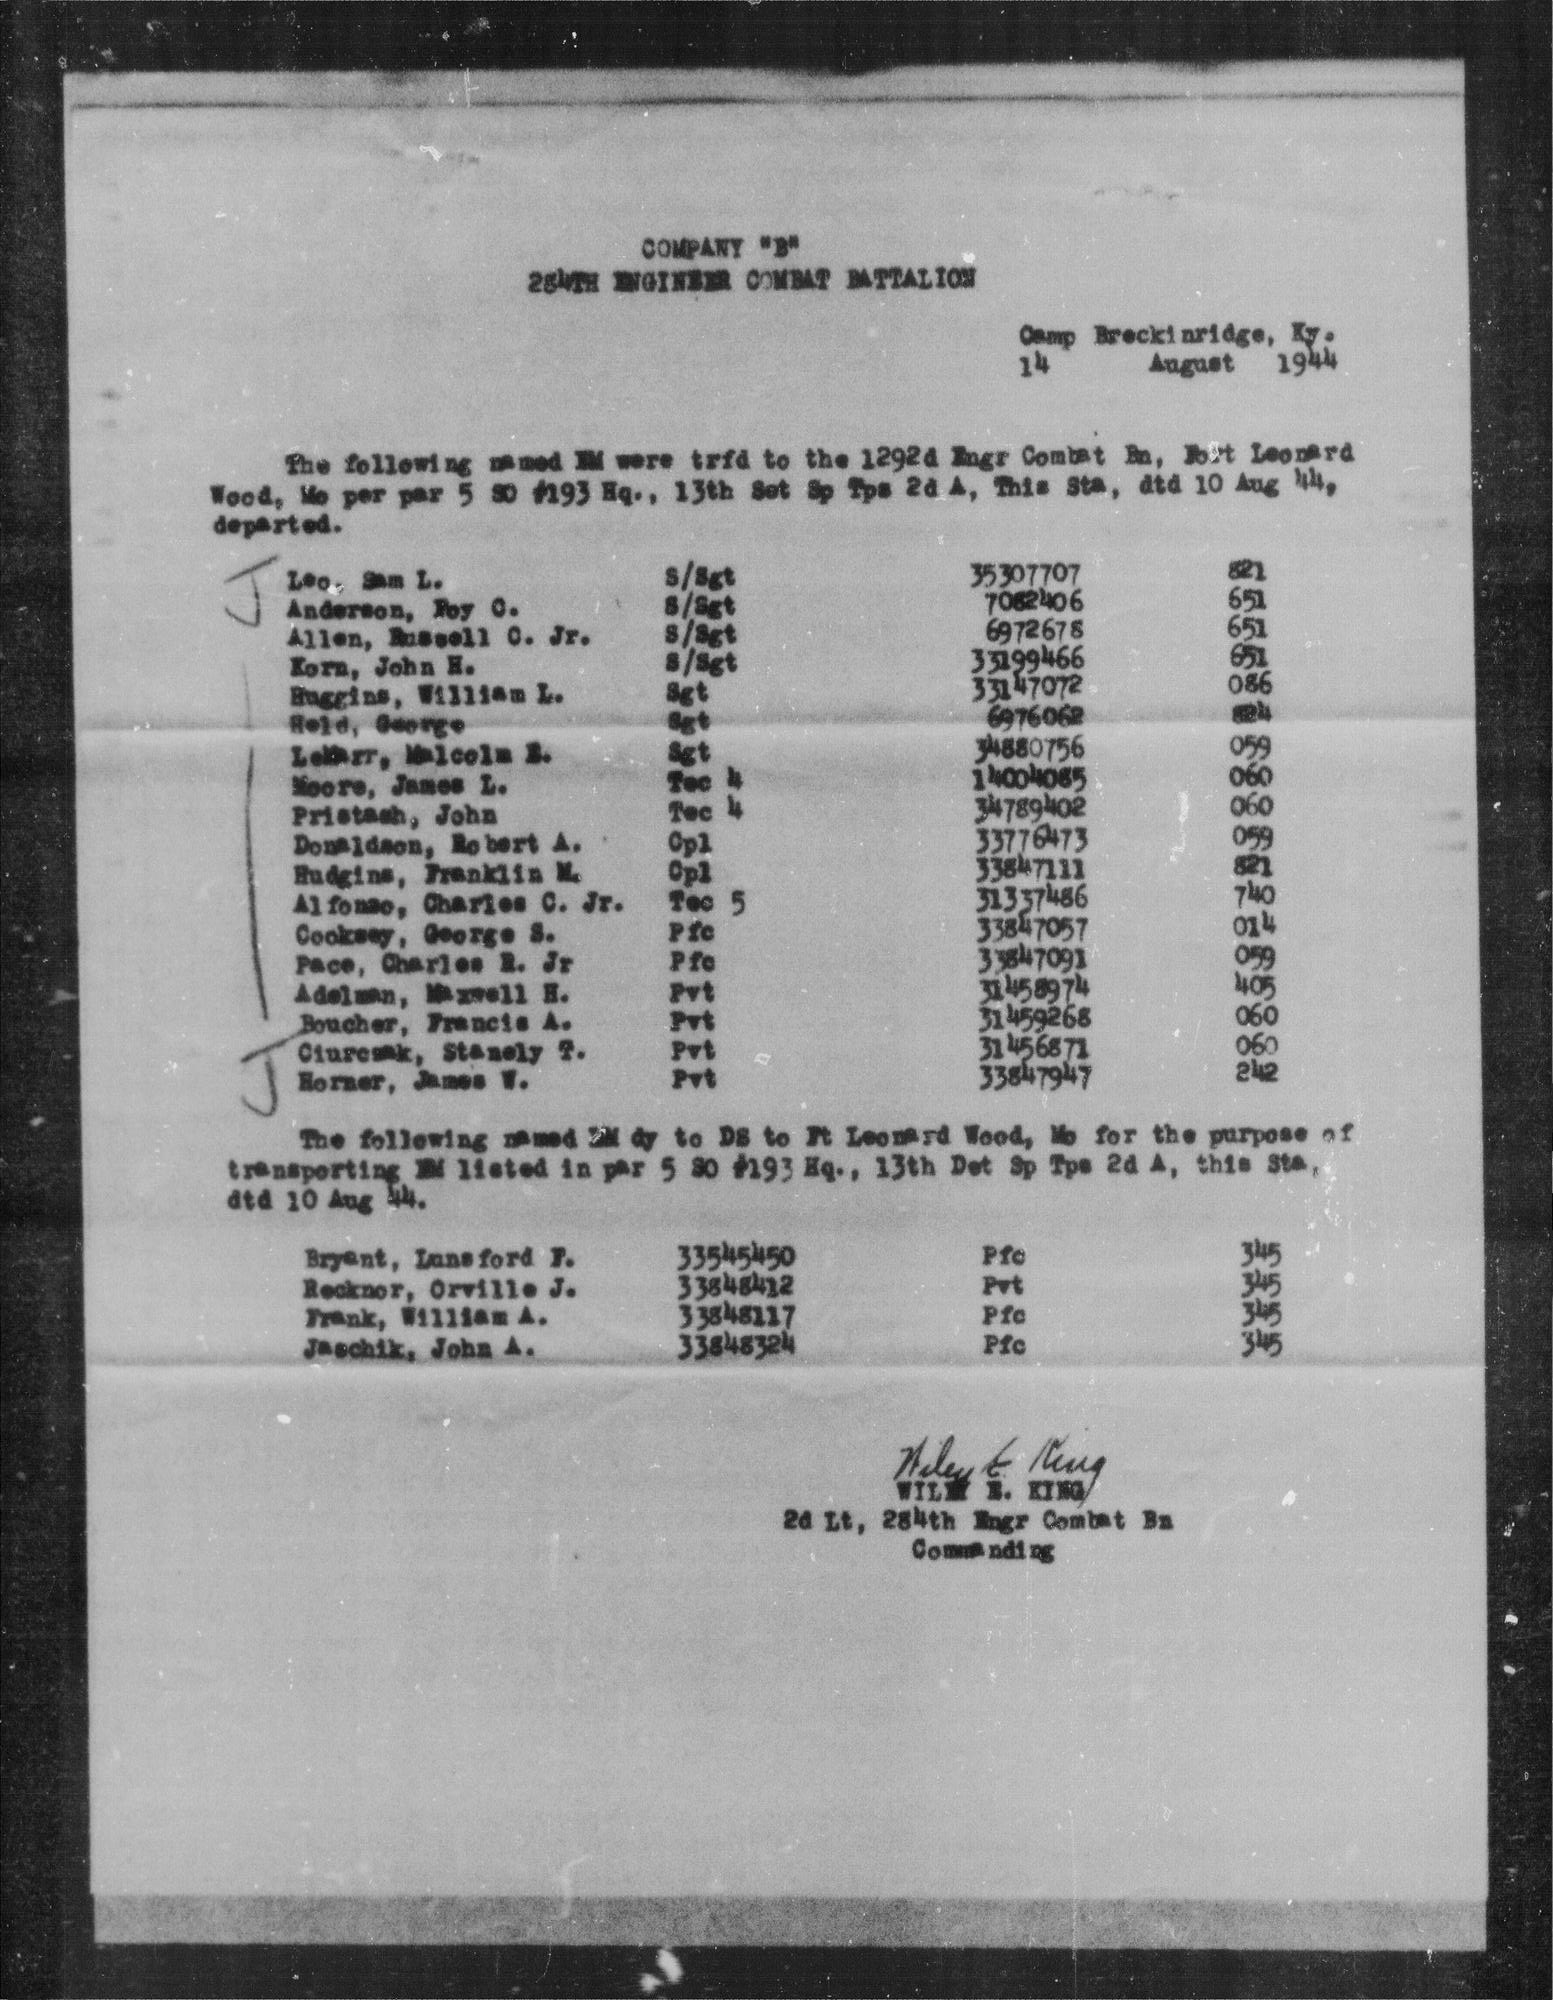 COMPANY "B"
284TH ENGINEER COMBAT BATTALION
Camp Breckinridge, Ky.
14 August 1944
The following named EM were trfd to the 1292d Engr Combat Bn, Fort Leonard
Wood, Mo per par 5 SO #193 Hq., 13th Set Sp Tps 2d A, This Sta, dtd 10 Aug 44,
departed.
Leo, Sam L. S/Sgt 35307707 821
Anderson, Roy C. S/Sgt 7082406 651
Allen, Russell C. Jr. S/Sgt 6972678 651
Korn, John H. S/Sgt 33199466 651
Huggins, William L. Sgt 33147072 086
Held, George Sgt 6976062 824
LeMarr, Malcolm E. Sgt 34880756 059
Moore, James L. Tec 4 14004085 060
Pristash, John Tec 4 34789402 060
Donaldson, Robert A. Cpl 33776473 059
Hudgins, Franklin M. Cpl 33847111 821
Alfonso, Charles C. Jr. Tec 5 31337486 740
Cooksey, George S. Pfc 33847057 014
Pace, Charles R. Jr Pfc 33847091 059
Adelman, Maxwell H. Pvt 31458974 405
Boucher, Francis A. Pvt 31459268 060
Ciurczak, Stanely T. Pvt 31456871 060
Horner, James W. Pvt 33847947 242
The following named EM dy to DS to Ft Leonard Wood, Mo for the purpose of
transporting EM listed in par 5 SO #193 Hq., 13th Det Sp Tps 2d A, this Sta,
dtd 10 Aug 44.
Bryant, Lunsford F. 33545450 Pfc 345
Recknor, Orville J. 33848412 Pvt 345
Frank, William A. 33848117 Pfc 345
Jaschik, John A. 33848324 Pfc 345
Wiley E. King
WILEY E. KING
2d Lt, 284th Engr Combat Bn
Commanding